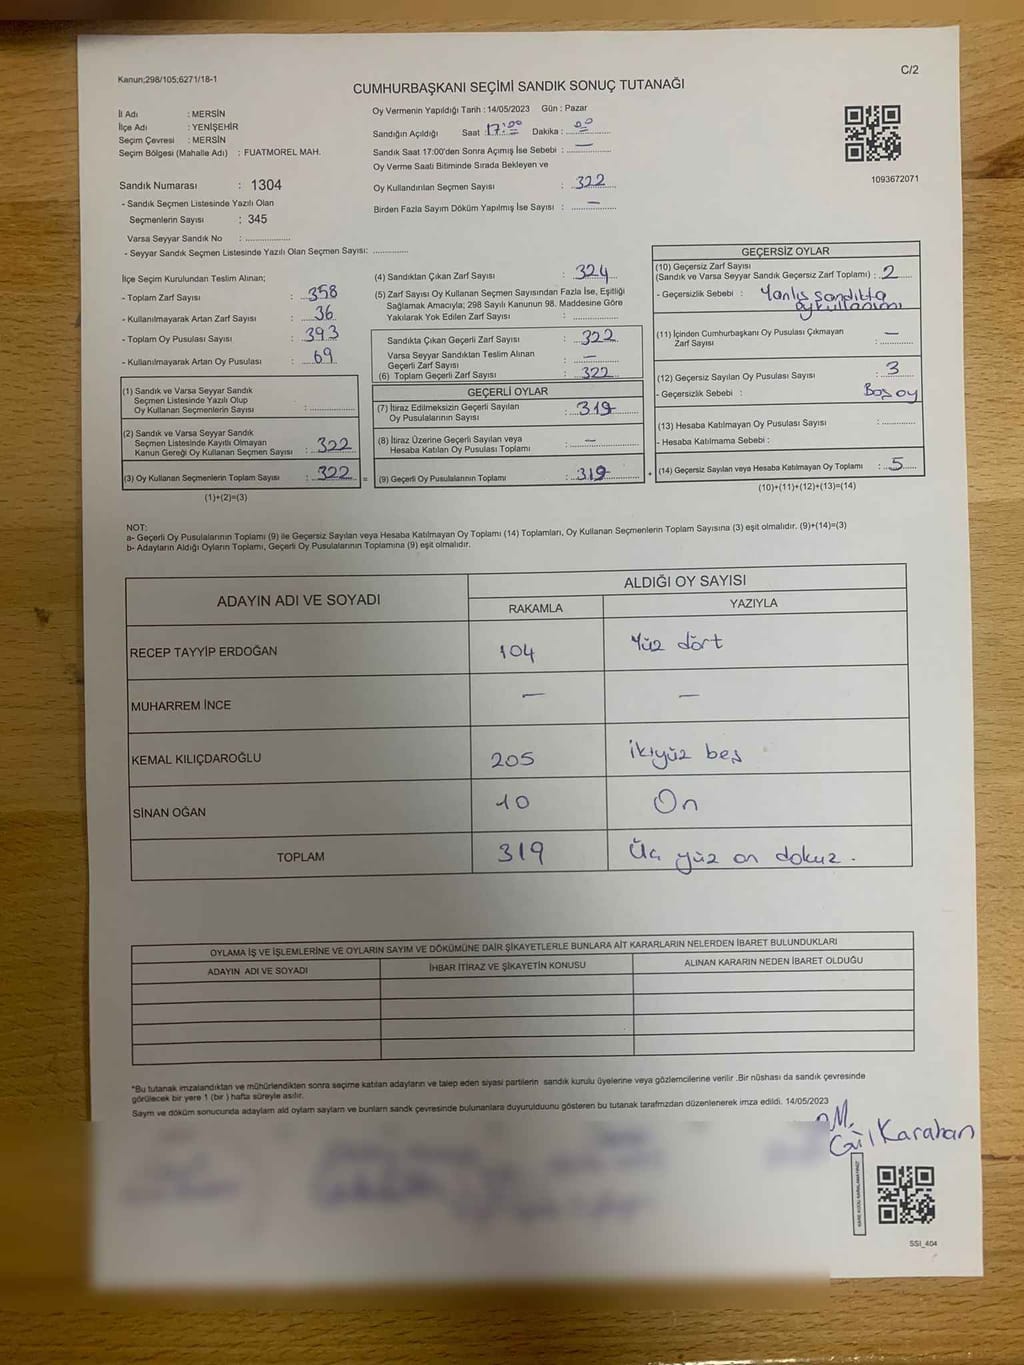 Kanun;298/105;6271/18-1
C/2
CUMHURBAŞKANI SEÇİMİ SANDIK SONUÇ TUTANAĞI
İl Adı : MERSİN
İlçe Adı : YENİŞEHİR
Seçim Çevresi : MERSİN
Seçim Bölgesi (Mahalle Adı) : FUATMOREL MAH.
Sandık Numarası : 1304
- Sandık Seçmen Listesinde Yazılı Olan
Seçmenlerin Sayısı : 345
Varsa Seyyar Sandık No : ................
- Seyyar Sandık Seçmen Listesinde Yazılı Olan Seçmen Sayısı: ............
Oy Vermenin Yapıldığı Tarih : 14/05/2023 Gün : Pazar
Sandığın Açıldığı Saat 17:00 Dakika : 00
Sandık Saat 17:00'den Sonra Açımış İse Sebebi : —
Oy Verme Saati Bitiminde Sırada Bekleyen ve
Oy Kullandırılan Seçmen Sayısı : 322
Birden Fazla Sayım Döküm Yapılmış İse Sayısı : —
1093672071
İlçe Seçim Kurulundan Teslim Alınan;
- Toplam Zarf Sayısı : 358
- Kullanılmayarak Artan Zarf Sayısı : 36
- Toplam Oy Pusulası Sayısı : 393
- Kullanılmayarak Artan Oy Pusulası : 69
(1) Sandık ve Varsa Seyyar Sandık
Seçmen Listesinde Yazılı Olup
Oy Kullanan Seçmenlerin Sayısı : ............
(2) Sandık ve Varsa Seyyar Sandık
Seçmen Listesinde Kayıtlı Olmayan
Kanun Gereği Oy Kullanan Seçmen Sayısı : 322
(3) Oy Kullanan Seçmenlerin Toplam Sayısı : 322 =
(1)+(2)=(3)
(4) Sandıktan Çıkan Zarf Sayısı : 324
(5) Zarf Sayısı Oy Kullanan Seçmen Sayısından Fazla İse, Eşitliği
Sağlamak Amacıyla; 298 Sayılı Kanunun 98. Maddesine Göre
Yakılarak Yok Edilen Zarf Sayısı : ............
Sandıkta Çıkan Geçerli Zarf Sayısı : 322
Varsa Seyyar Sandıktan Teslim Alınan
Geçerli Zarf Sayısı : —
(6) Toplam Geçerli Zarf Sayısı : 322
GEÇERLİ OYLAR
(7) İtiraz Edilmeksizin Geçerli Sayılan
Oy Pusulasının Sayısı : 319
(8) İtiraz Üzerine Geçerli Sayılan veya
Hesaba Katılan Oy Pusulası Toplamı : —
(9) Geçerli Oy Pusulalarının Toplamı : 319 +
GEÇERSİZ OYLAR
(10) Geçersiz Zarf Sayısı
(Sandık ve Varsa Seyyar Sandık Geçersiz Zarf Toplamı) : 2
- Geçersizlik Sebebi : Yanlış sandıkta
oy kullanımı
(11) İçinden Cumhurbaşkanı Oy Pusulası Çıkmayan
Zarf Sayısı : —
(12) Geçersiz Sayılan Oy Pusulası Sayısı : 3
- Geçersizlik Sebebi : Boş oy
(13) Hesaba Katılmayan Oy Pusulası Sayısı : ............
- Hesaba Katılmama Sebebi :
(14) Geçersiz Sayılan veya Hesaba Katılmayan Oy Toplamı : 5
(10)+(11)+(12)+(13)=(14)
NOT:
a- Geçerli Oy Pusulalarının Toplamı (9) ile Geçersiz Sayılan veya Hesaba Katılmayan Oy Toplamı (14) Toplamları, Oy Kullanan Seçmenlerin Toplam Sayısına (3) eşit olmalıdır. (9)+(14)=(3)
b- Adayların Aldığı Oyların Toplamı, Geçerli Oy Pusulalarının Toplamına (9) eşit olmalıdır.
ADAYIN ADI VE SOYADI
ALDIĞI OY SAYISI
RAKAMLA YAZIYLA
RECEP TAYYİP ERDOĞAN 104 Yüz dört
MUHARREM İNCE — —
KEMAL KILIÇDAROĞLU 205 ikiyüz beş
SİNAN OĞAN 10 On
TOPLAM 319 Üç yüz on dokuz.
OYLAMA İŞ VE İŞLEMLERİNE VE OYLARIN SAYIM VE DÖKÜMÜNE DAİR ŞİKAYETLERLE BUNLARA AİT KARARLARIN NELERDEN İBARET BULUNDUKLARI
ADAYIN ADI VE SOYADI İHBAR İTİRAZ VE ŞİKAYETİN KONUSU ALINAN KARARIN NEDEN İBARET OLDUĞU
*Bu tutanak imzalandıktan ve mühürlendikten sonra seçime katılan adayların ve talep eden siyasi partilerin sandık kurulu üyelerine veya gözlemcilerine verilir .Bir nüshası da sandık çevresinde
görülecek bir yere 1 (bir ) hafta süreyle asılır.
Sayım ve döküm sonucunda adaylam ald oylam saylam ve bunlam sandk çevresinde bulunanlara duyurulduunu gösteren bu tutanak tarafmzdan düzenlenerek imza edildi. 14/05/2023
M.
Gül Karahan
SSI_404